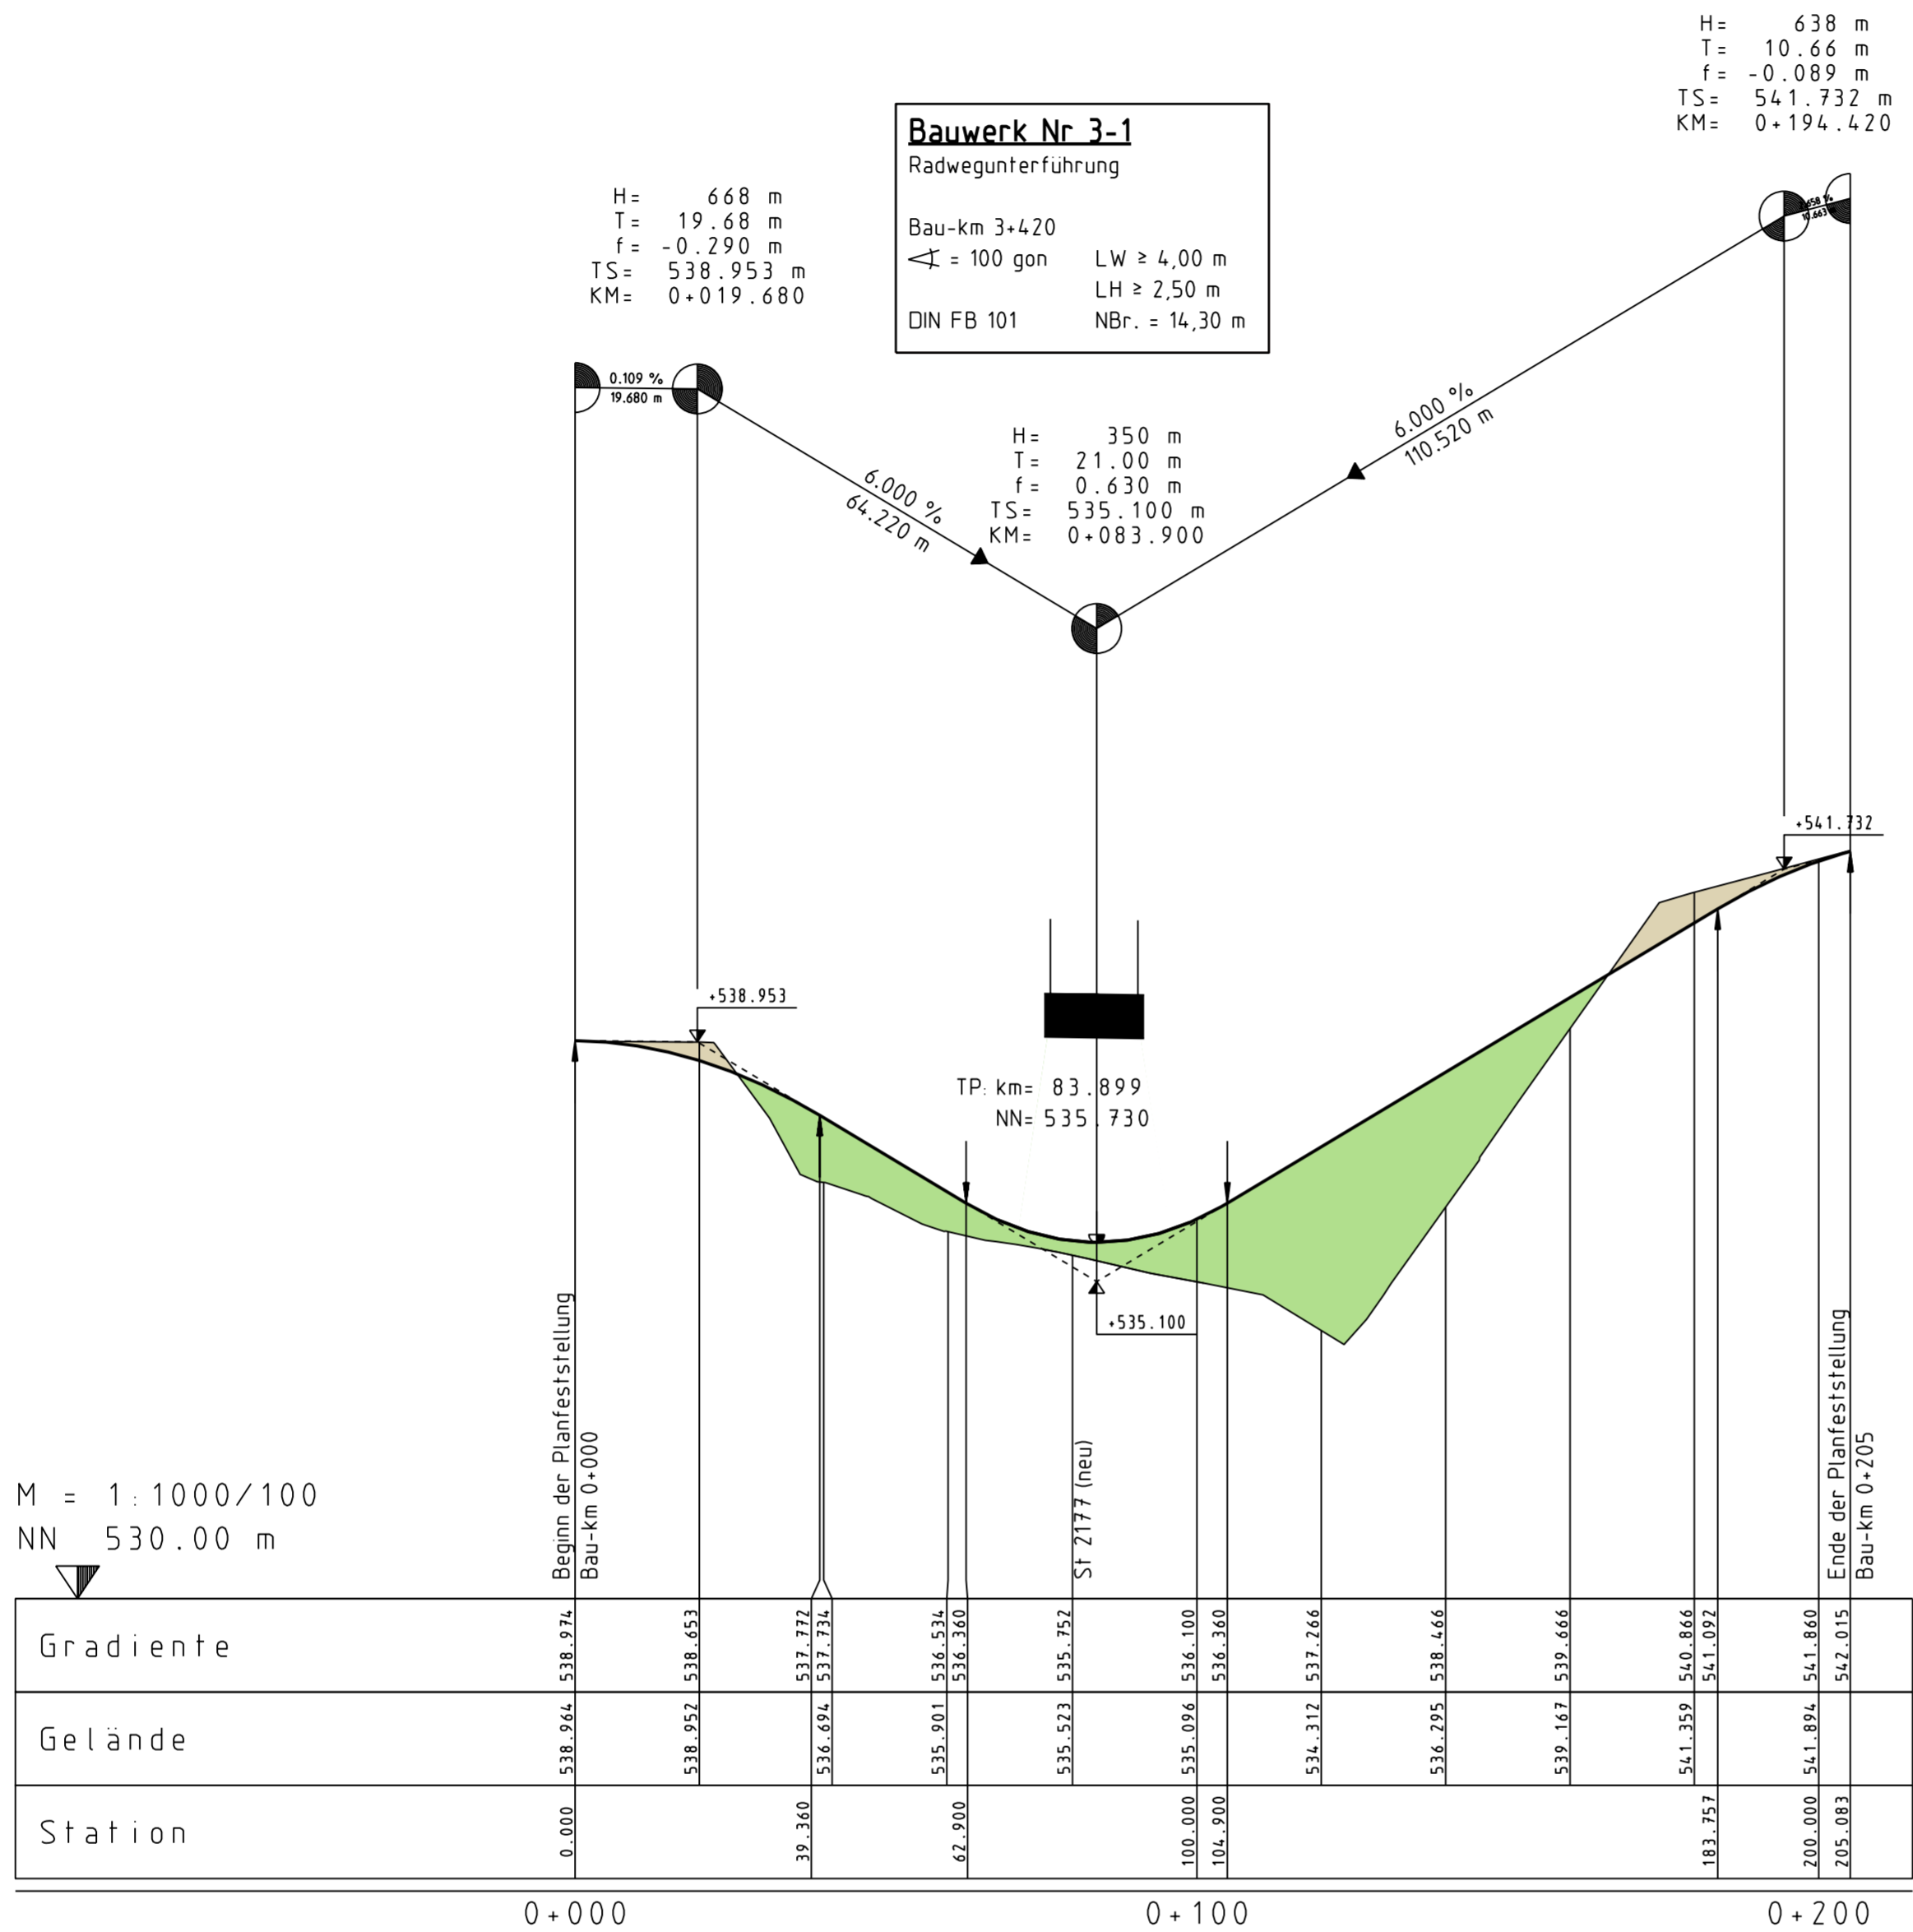 H= 638 m
T= 10.66 m
f= -0.089 m
TS= 541.732 m
KM= 0+194.420
Bauwerk Nr 3-1
Radwegunterführung
Bau-km 3+420
= 100 gon LW ≥ 4,00 m
LH ≥ 2,50 m
DIN FB 101 NBr. = 14,30 m
H= 668 m
T= 19.68 m
f= -0.290 m
TS= 538.953 m
KM= 0+019.680
0.109 %
19.680 m
6.000 %
64.220 m
H= 350 m
T= 21.00 m
f= 0.630 m
TS= 535.100 m
KM= 0+083.900
6.000 %
110.520 m
10.663
+541.732
+538.953
TP: km= 83.899
NN= 535.730
+535.100
Beginn der Planfeststellung
Bau-km 0+000
St 2177 (neu)
Ende der Planfeststellung
Bau-km 0+205
M = 1:1000/100
NN 530.00 m
Gradiente 538.974 538.653 537.772 537.734 536.534 536.360 535.752 536.100 536.360 537.266 538.466 539.666 540.866 541.092 541.860 542.015
Gelände 538.964 538.952 536.694 535.901 535.523 535.096 534.312 536.295 539.167 541.359 541.894
Station 0.000 39.360 62.900 100.000 104.900 183.757 200.000 205.083
0+000 0+100 0+200